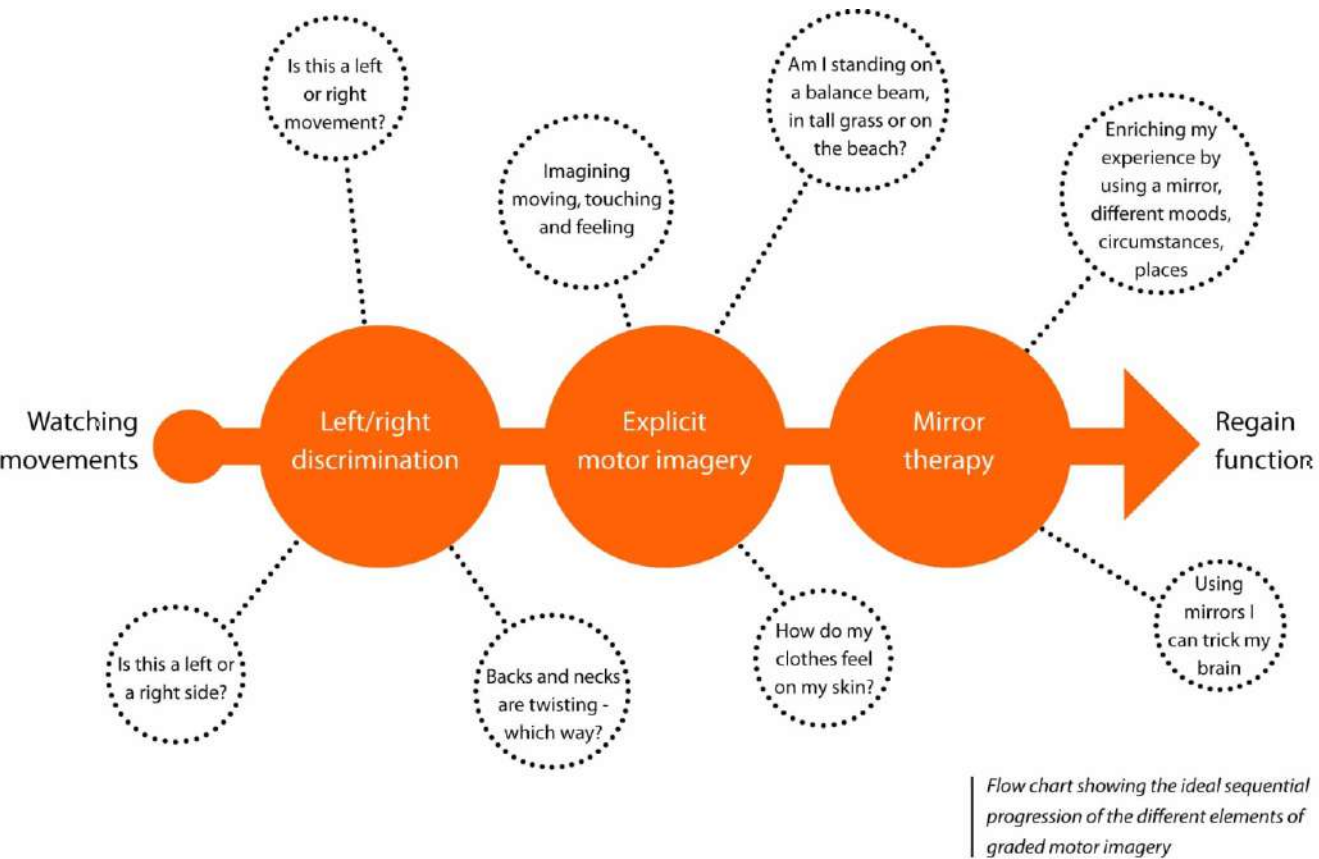 Is this a left
or right
movement?
Imagining
moving, touching
and feeling
Am I standing on
a balance beam,
in tall grass or on
the beach?
Enriching my
experience by
using a mirror,
different moods,
circumstances,
places
Watching
movements
Left/right
discrimination
Explicit
motor imagery
Mirror
therapy
Regain
function
Is this a left or
a right side?
Backs and necks
are twisting -
which way?
How do my
clothes feel
on my skin?
Using
mirrors I
can trick my
brain
Flow chart showing the ideal sequential
progression of the different elements of
graded motor imagery